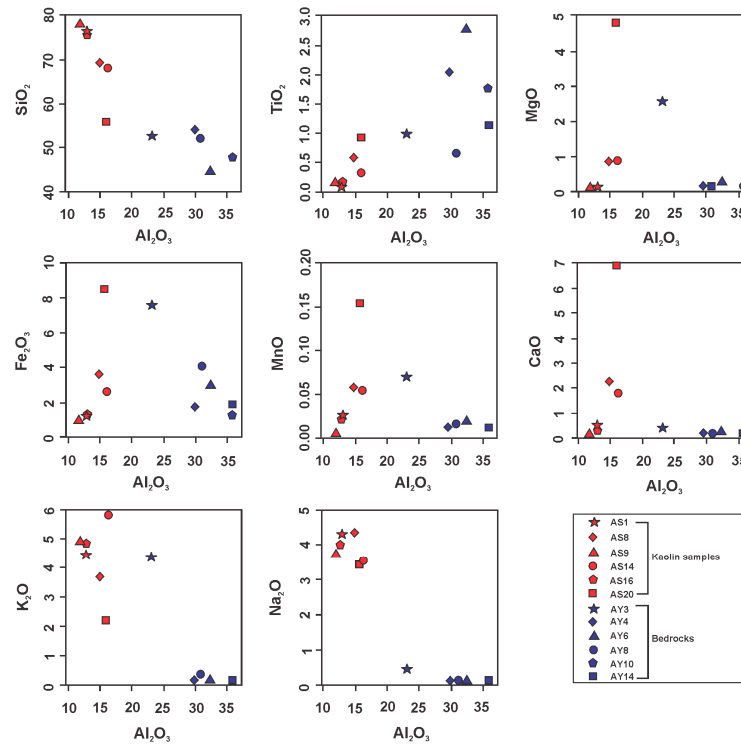 80
70
60
50
40
SiO2
10 15 20 25 30 35
Al2O3
3.0
2.5
2.0
1.5
1.0
0.5
0.0
TiO2
10 15 20 25 30 35
Al2O3
5
4
3
2
1
0
MgO
10 15 20 25 30 35
Al2O3
10
8
6
4
2
0
Fe2O3
10 15 20 25 30 35
Al2O3
0.20
0.15
0.10
0.05
0.00
MnO
10 15 20 25 30 35
Al2O3
7
6
5
4
3
2
1
0
CaO
10 15 20 25 30 35
Al2O3
6
5
4
3
2
1
0
K2O
10 15 20 25 30 35
Al2O3
5
4
3
2
1
0
Na2O
10 15 20 25 30 35
Al2O3
AS1
AS8
AS9
AS14
AS16
AS20
Kaolin samples
AY3
AY4
AY6
AY8
AY10
AY14
Bedrocks